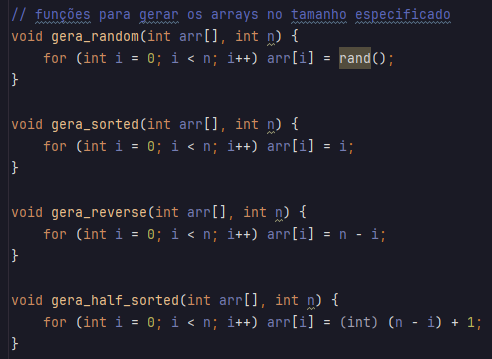 // funções para gerar os arrays no tamanho especificado
void gera_random(int arr[], int n) {
    for (int i = 0; i < n; i++) arr[i] = rand();
}

void gera_sorted(int arr[], int n) {
    for (int i = 0; i < n; i++) arr[i] = i;
}

void gera_reverse(int arr[], int n) {
    for (int i = 0; i < n; i++) arr[i] = n - i;
}

void gera_half_sorted(int arr[], int n) {
    for (int i = 0; i < n; i++) arr[i] = (int) (n - i) + 1;
}